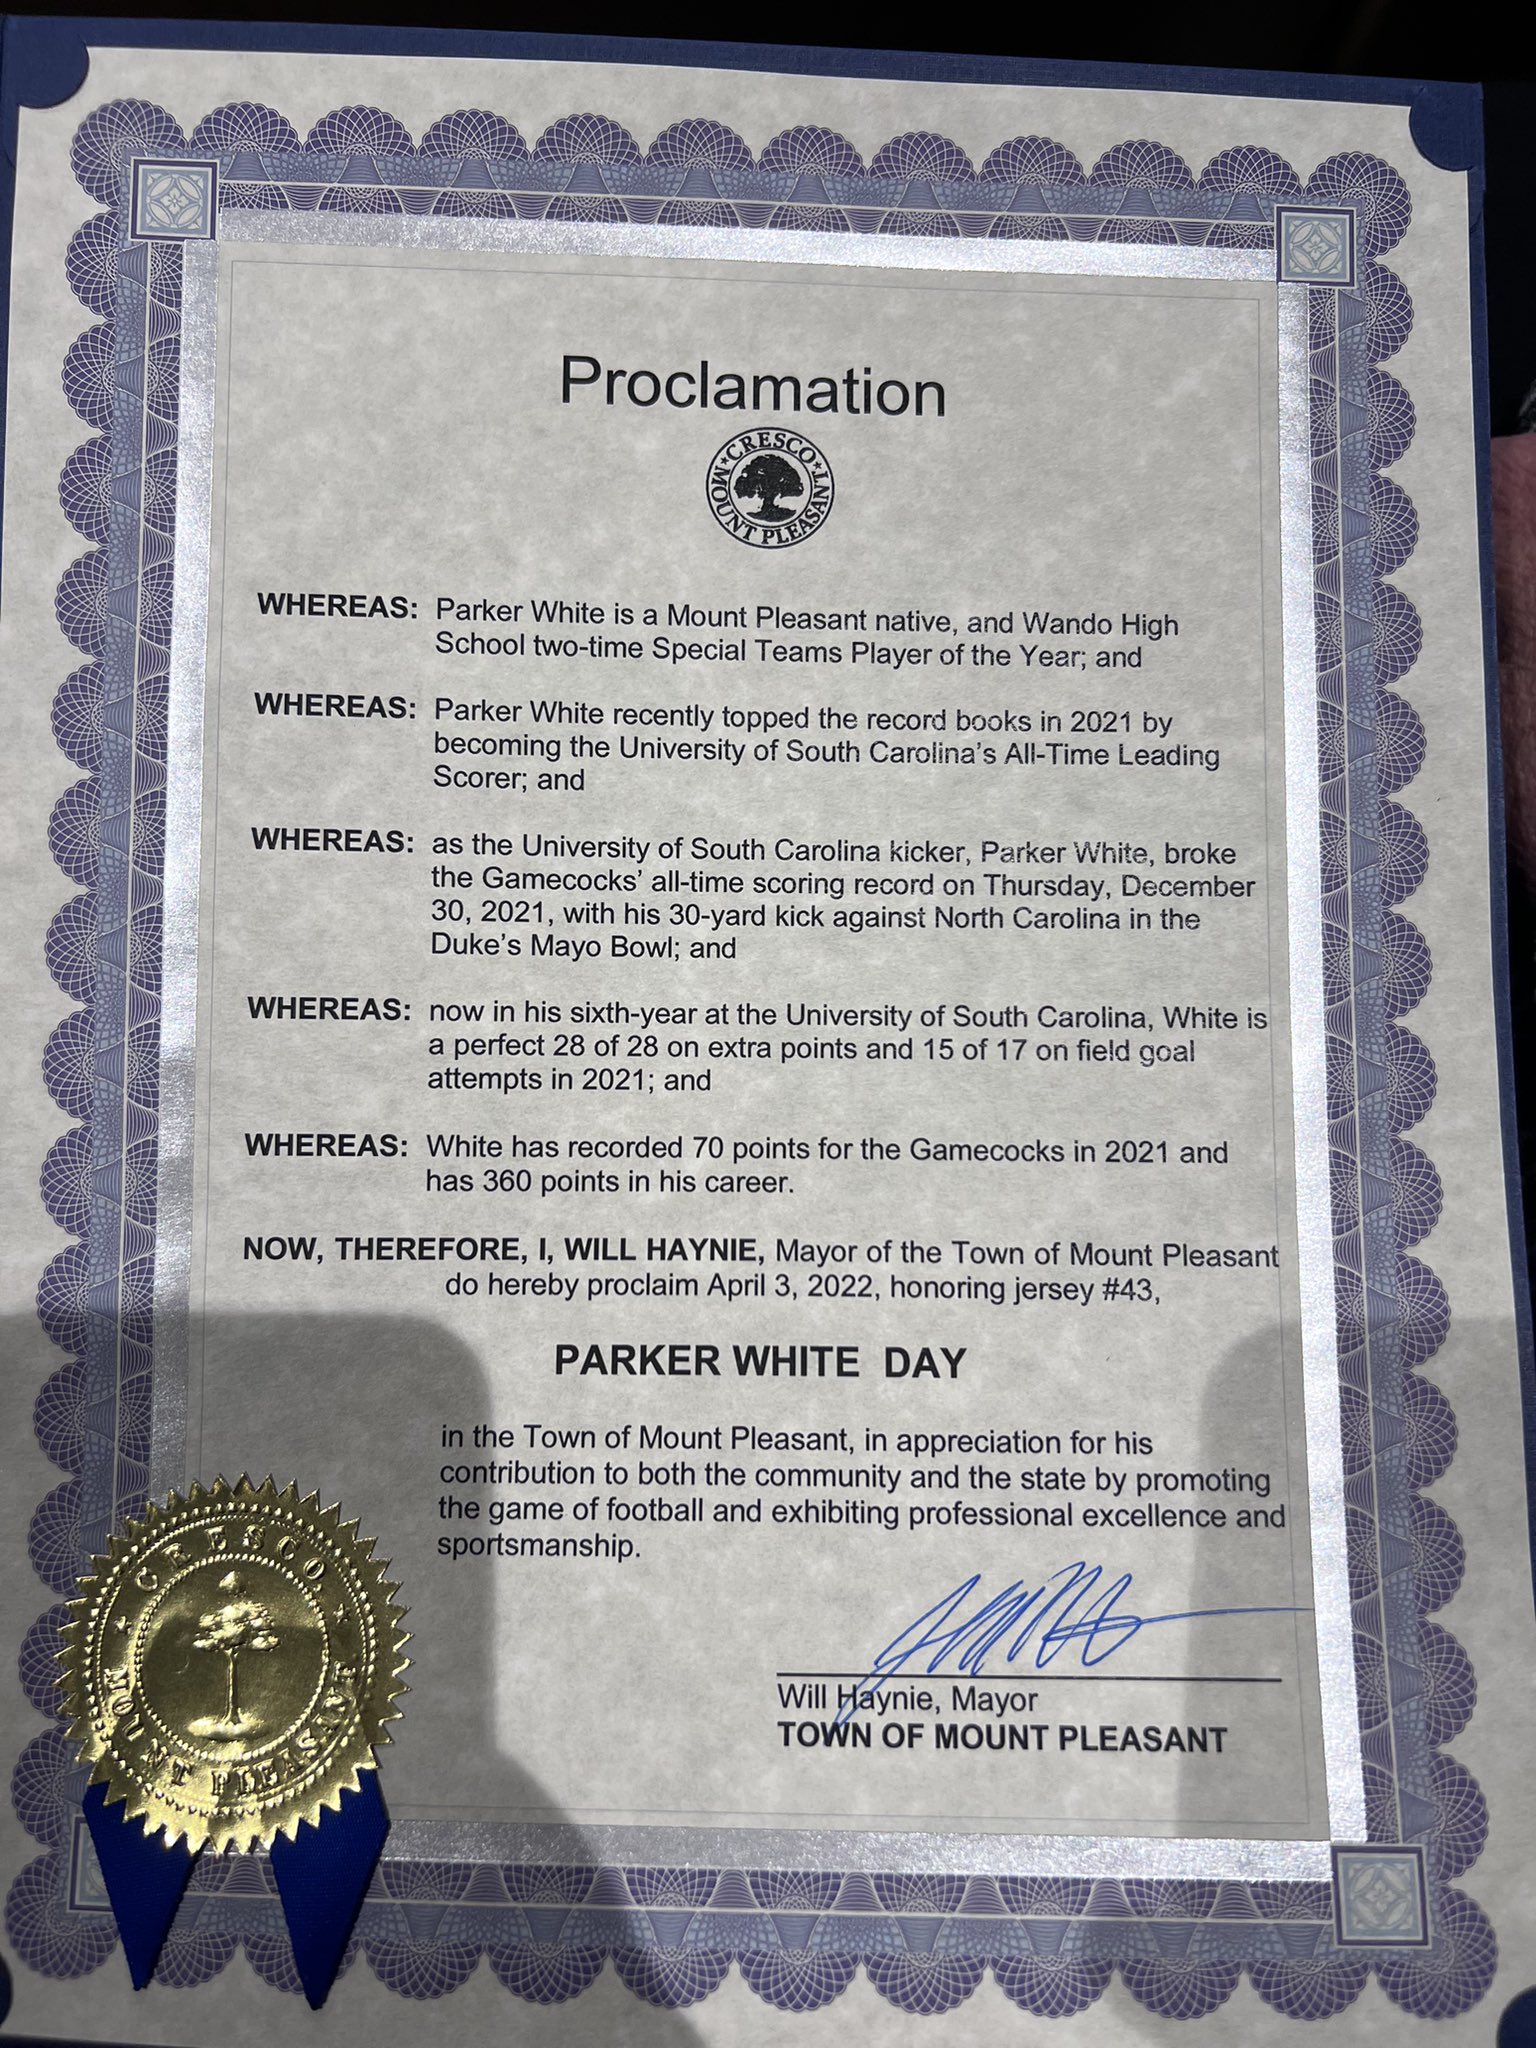 Proclamation
★ CRESCO ★
MOUNT PLEASANT
WHEREAS: Parker White is a Mount Pleasant native, and Wando High
School two-time Special Teams Player of the Year; and
WHEREAS: Parker White recently topped the record books in 2021 by
becoming the University of South Carolina's All-Time Leading
Scorer; and
WHEREAS: as the University of South Carolina kicker, Parker White, broke
the Gamecocks' all-time scoring record on Thursday, December
30, 2021, with his 30-yard kick against North Carolina in the
Duke's Mayo Bowl; and
WHEREAS: now in his sixth-year at the University of South Carolina, White is
a perfect 28 of 28 on extra points and 15 of 17 on field goal
attempts in 2021; and
WHEREAS: White has recorded 70 points for the Gamecocks in 2021 and
has 360 points in his career.
NOW, THEREFORE, I, WILL HAYNIE, Mayor of the Town of Mount Pleasant
do hereby proclaim April 3, 2022, honoring jersey #43,
PARKER WHITE DAY
in the Town of Mount Pleasant, in appreciation for his
contribution to both the community and the state by promoting
the game of football and exhibiting professional excellence and
sportsmanship.
Will Haynie, Mayor
TOWN OF MOUNT PLEASANT
★ CRESCO ★
MOUNT PLEASANT